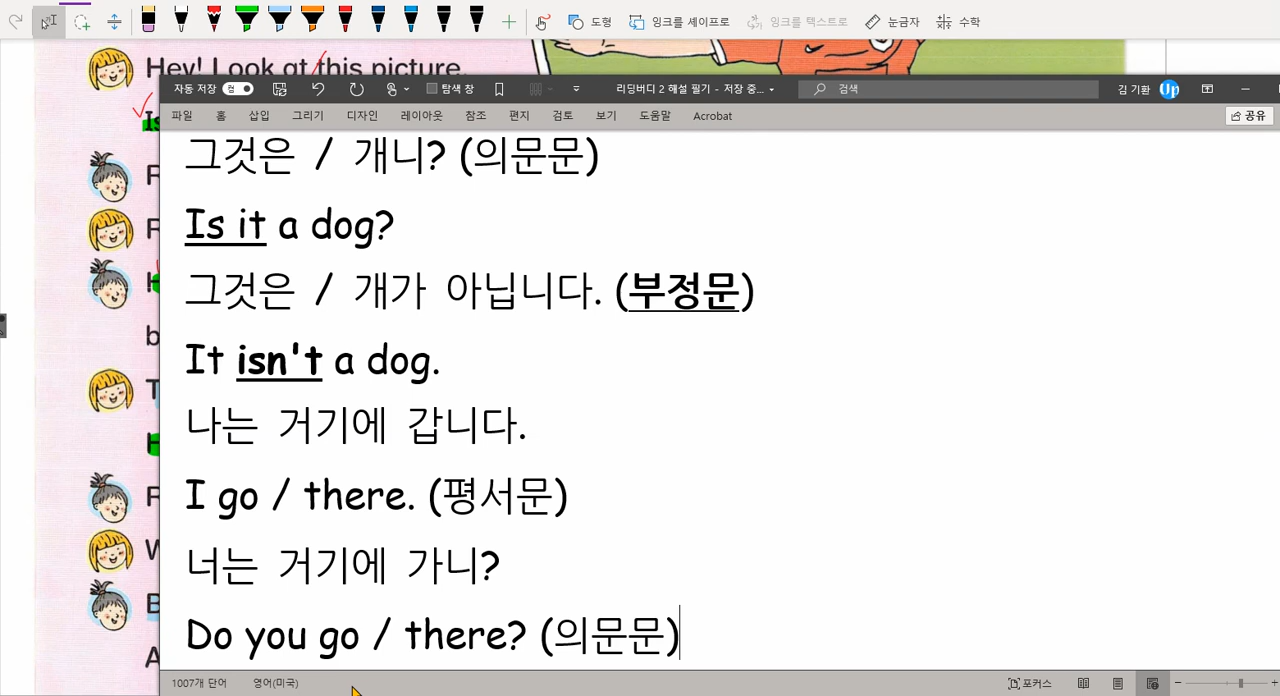 도형 잉크를 셰이프로 잉크를 텍스트로 눈금자 수학
Hey! Look at this picture.
자동 저장 탐색 창 리딩버디 2 해설 필기 - 저장 중... 검색 김 기환 Up
파일 홈 삽입 그리기 디자인 레이아웃 참조 편지 검토 보기 도움말 Acrobat 공유
그것은 / 개니? (의문문)
Is it a dog?
그것은 / 개가 아닙니다. (부정문)
It isn't a dog.
나는 거기에 갑니다.
I go / there. (평서문)
너는 거기에 가니?
Do you go / there? (의문문)
1007개 단어 영어(미국) 포커스